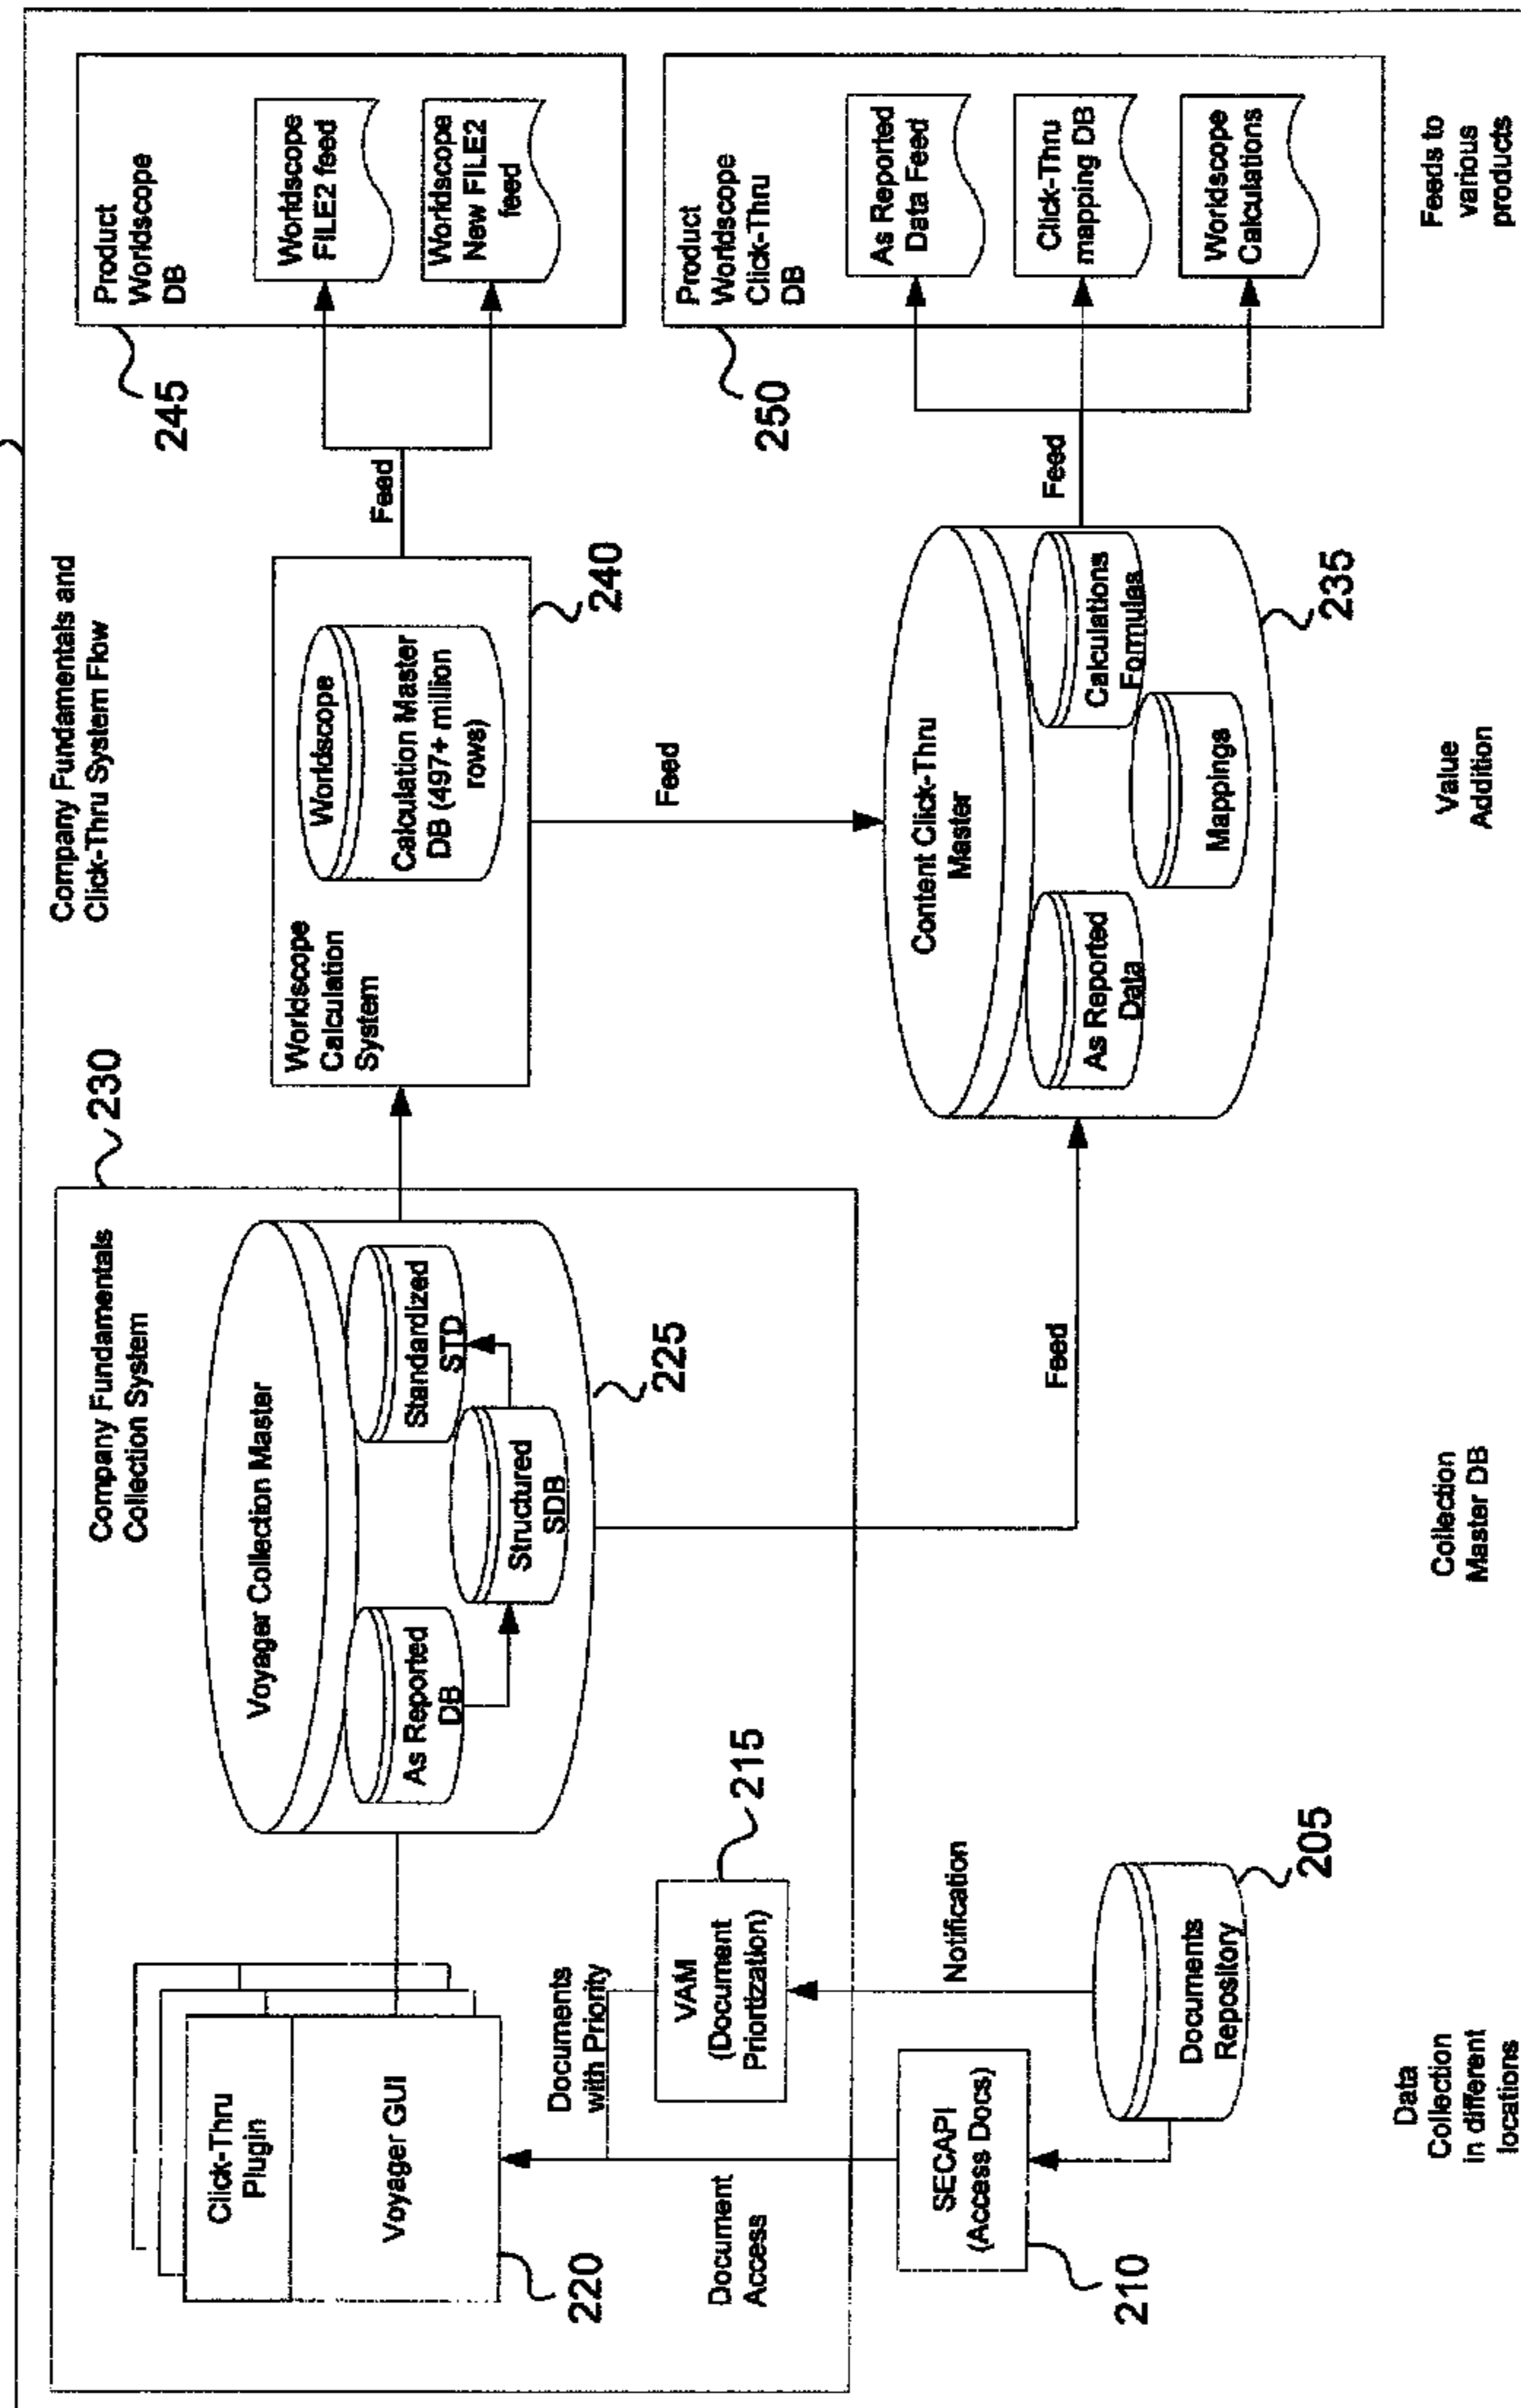 Company Fundamentals and
Click-Thru System Flow
Company Fundamentals
Collection System
230
Click-Thru
Plugin
Voyager GUI
220
Document
Access
Documents
with Priority
VAM
(Document
Priortization)
215
Notification
SECAPI
(Access Docs)
210
Documents
Repository
205
Voyager Collection Master
As Reported
DB
Structured
SDB
Standardized
STD
225
Feed
Worldscope
Calculation
System
Worldscope
Calculation Master
DB (497+ million
rows)
240
Feed
Feed
Content Click-Thru
Master
As Reported
Data
Mappings
Calculations
Formulas
235
Feed
Product
Worldscope
DB
Worldscope
FILE2 feed
Worldscope
New FILE2
feed
245
Product
Worldscope
Click-Thru
DB
As Reported
Data Feed
Click-Thru
mapping DB
Worldscope
Calculations
250
Data
Collection
in different
locations
Collection
Master DB
Value
Addition
Feeds to
various
products